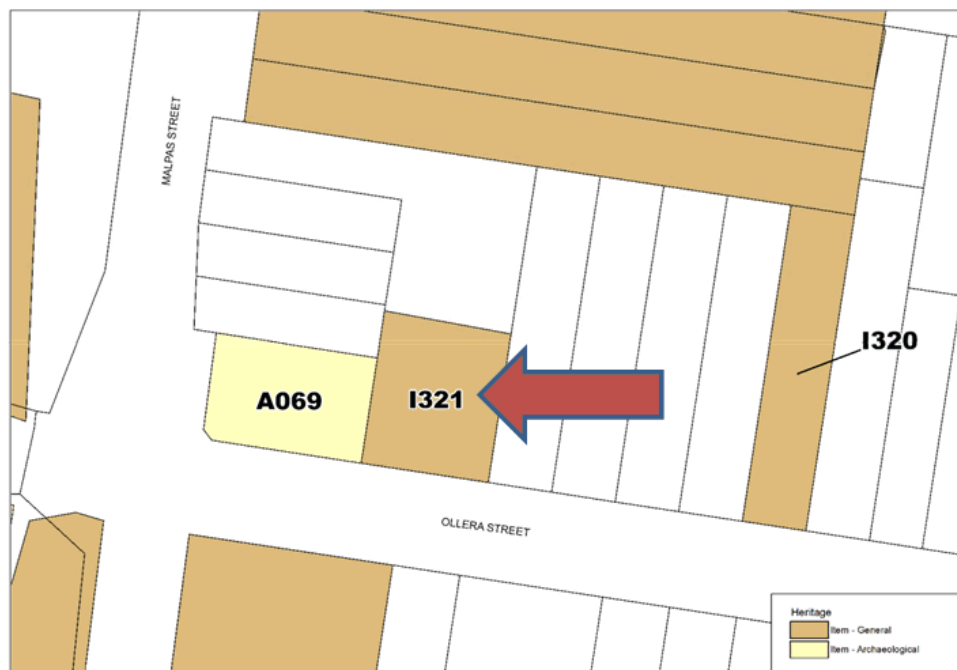 MALPAS STREET
I320
A069
I321
OLLERA STREET
Heritage
Item - General
Item - Archaeological